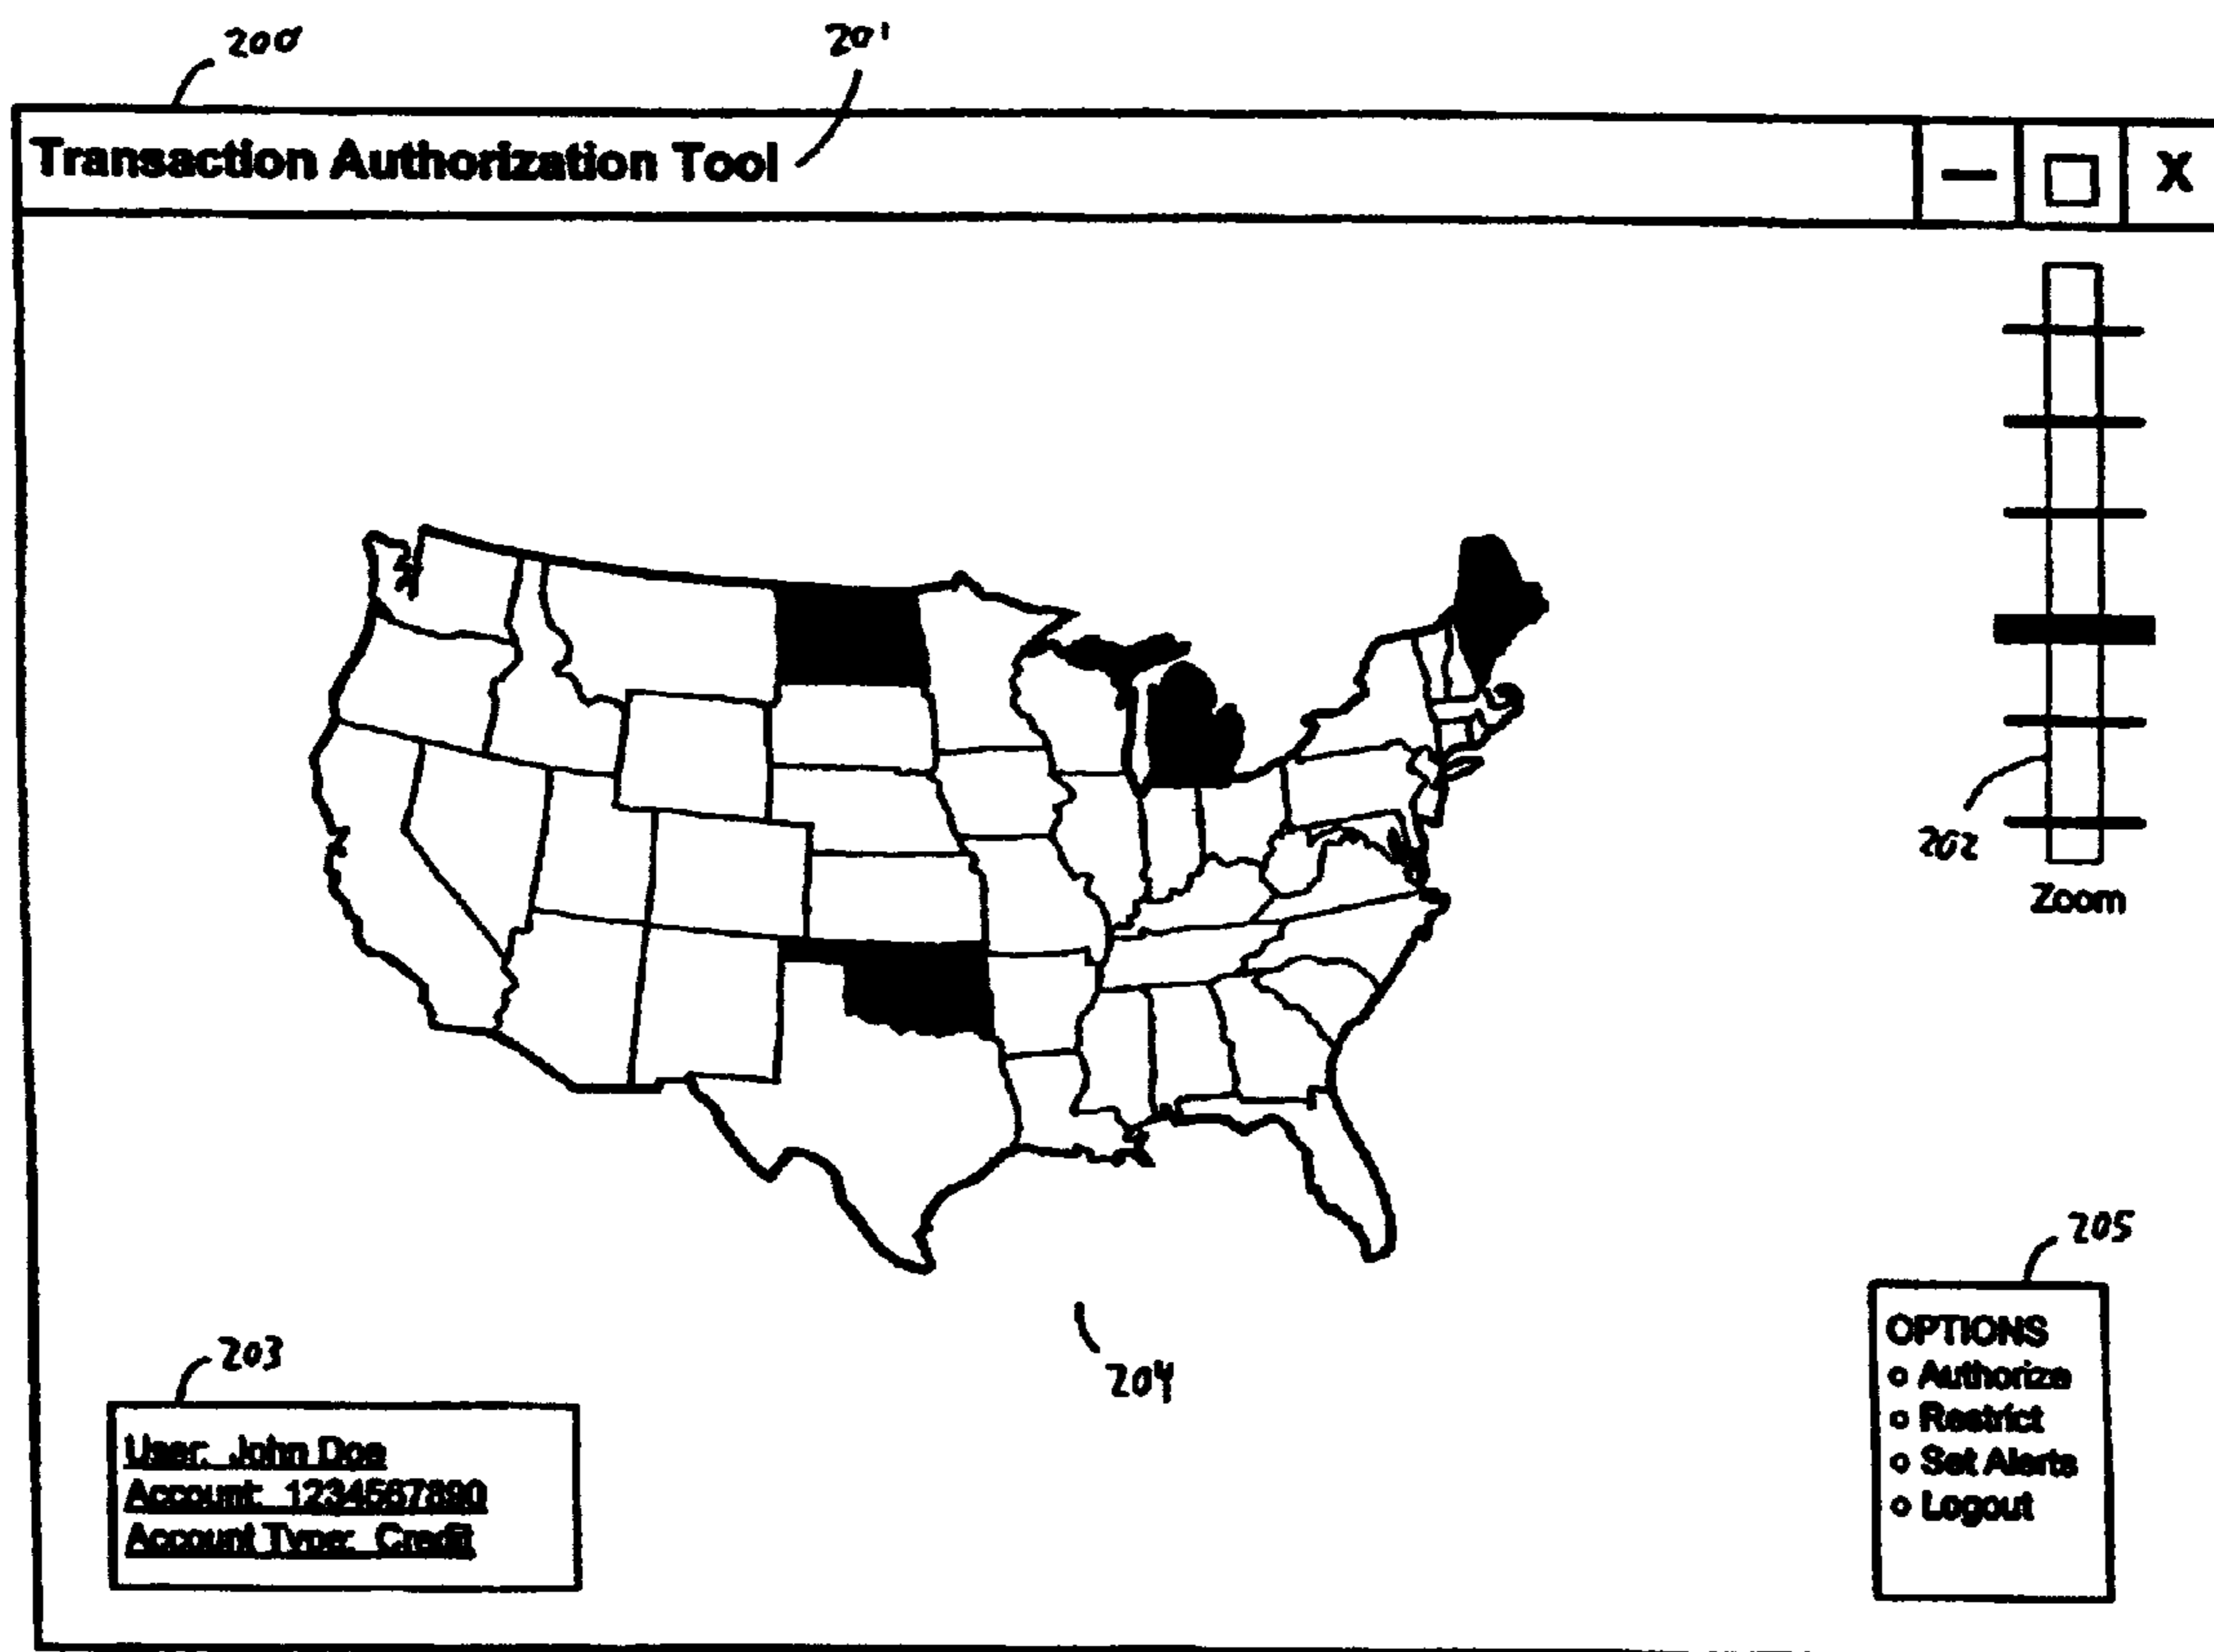 200
201
Transaction Authorization Tool
X
202
Zoom
205
OPTIONS
o Authorize
o Restrict
o Set Alerts
o Logout
204
203
User: John Doe
Account: 1234567890
Account Type: Credit